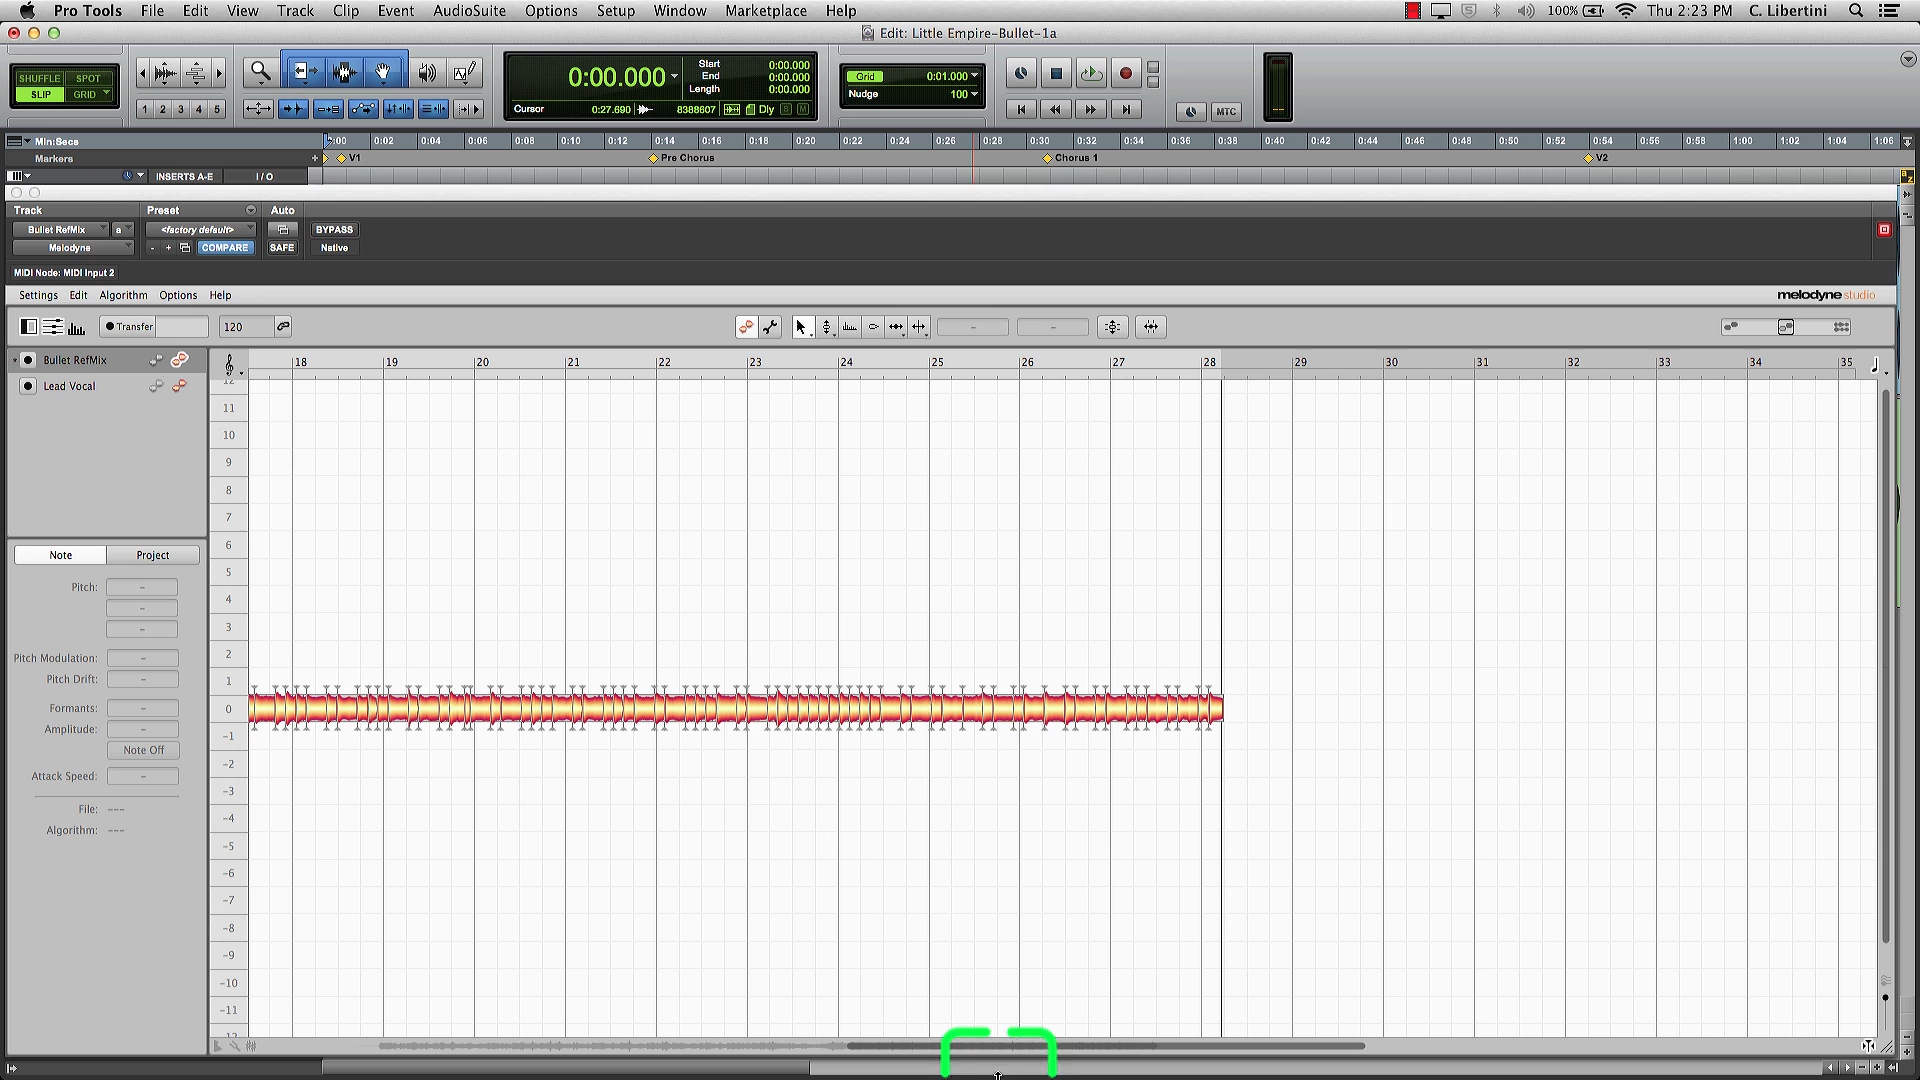 Pro Tools File Edit View Track Clip Event AudioSuite Options Setup Window Marketplace Help 100% Thu 2:23 PM C. Libertini
Edit: Little Empire-Bullet-1a
SHUFFLE SPOT
SLIP GRID
1 2 3 4 5
0:00.000
Start 0:00.000
End 0:00.000
Length 0:00.000
Cursor 0:27.690 8388607 Dly S M
Grid 0:01.000
Nudge 100
MTC
Min:Secs 0:00 0:02 0:04 0:06 0:08 0:10 0:12 0:14 0:16 0:18 0:20 0:22 0:24 0:26 0:28 0:30 0:32 0:34 0:36 0:38 0:40 0:42 0:44 0:46 0:48 0:50 0:52 0:54 0:56 0:58 1:00 1:02 1:04 1:06
Markers + V1 Pre Chorus Chorus 1 V2
INSERTS A-E I / O
a z
Track Preset Auto
Bullet RefMix a <factory default> BYPASS
Melodyne - + COMPARE SAFE Native
MIDI Node: MIDI Input 2
Settings Edit Algorithm Options Help melodyne studio
Transfer 120 - -
Bullet RefMix
Lead Vocal
18 19 20 21 22 23 24 25 26 27 28 29 30 31 32 33 34 35
12
11
10
9
8
7
6
5
4
3
2
1
0
-1
-2
-3
-4
-5
-6
-7
-8
-9
-10
-11
Note Project
Pitch: -
-
-
Pitch Modulation: -
Pitch Drift: -
Formants: -
Amplitude: -
Note Off
Attack Speed: -
File: ---
Algorithm: ---